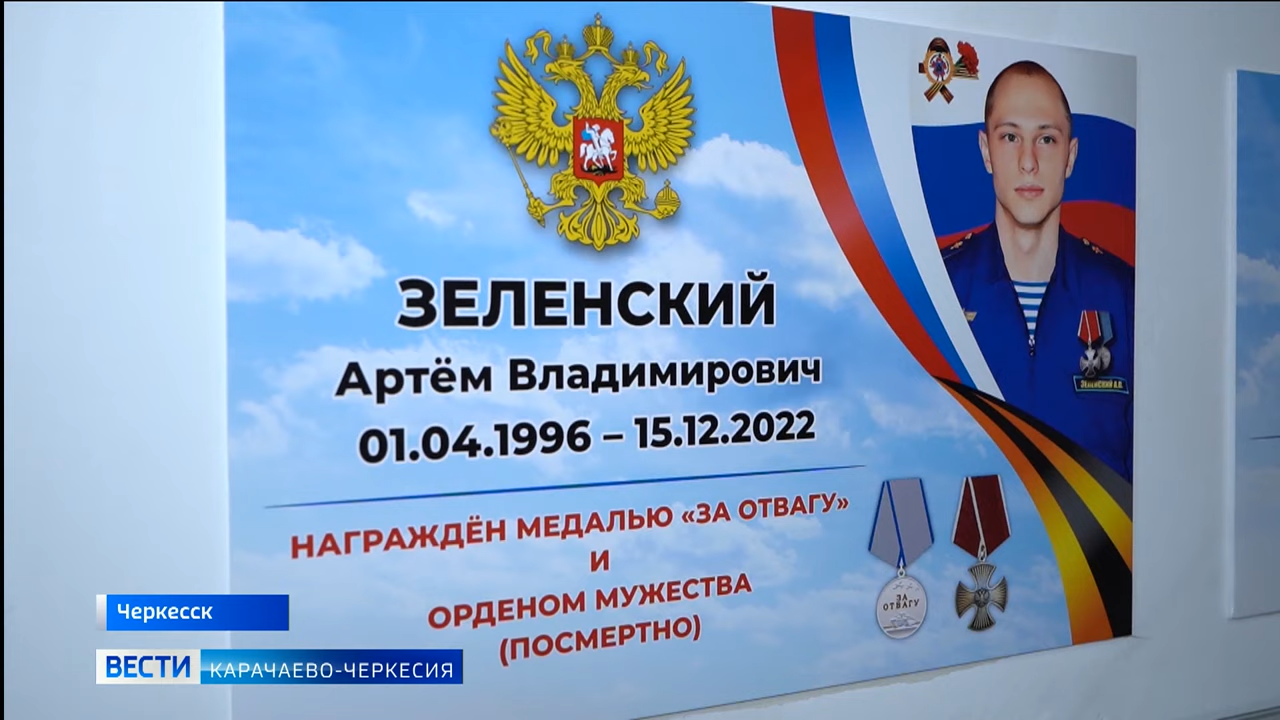 ЗЕЛЕНСКИЙ
Артём Владимирович
01.04.1996 – 15.12.2022
НАГРАЖДЁН МЕДАЛЬЮ «ЗА ОТВАГУ»
И
ОРДЕНОМ МУЖЕСТВА
(ПОСМЕРТНО)
ЗА
ОТВАГУ
ЗЕЛЕНСКИЙ А.В.
Черкесск
ВЕСТИ КАРАЧАЕВО-ЧЕРКЕСИЯ